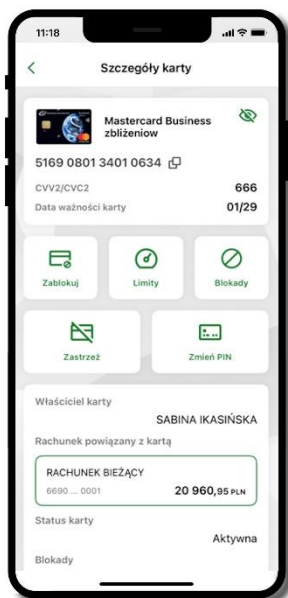 11:18
Szczegóły karty
Mastercard Business
zbliżeniow
5169 0801 3401 0634
CVV2/CVC2 666
Data ważności karty 01/29
Zablokuj Limity Blokady
Zastrzeż Zmień PIN
Właściciel karty
SABINA IKASIŃSKA
Rachunek powiązany z kartą
RACHUNEK BIEŻĄCY
6690 ... 0001 20 960,95 PLN
Status karty
Aktywna
Blokady